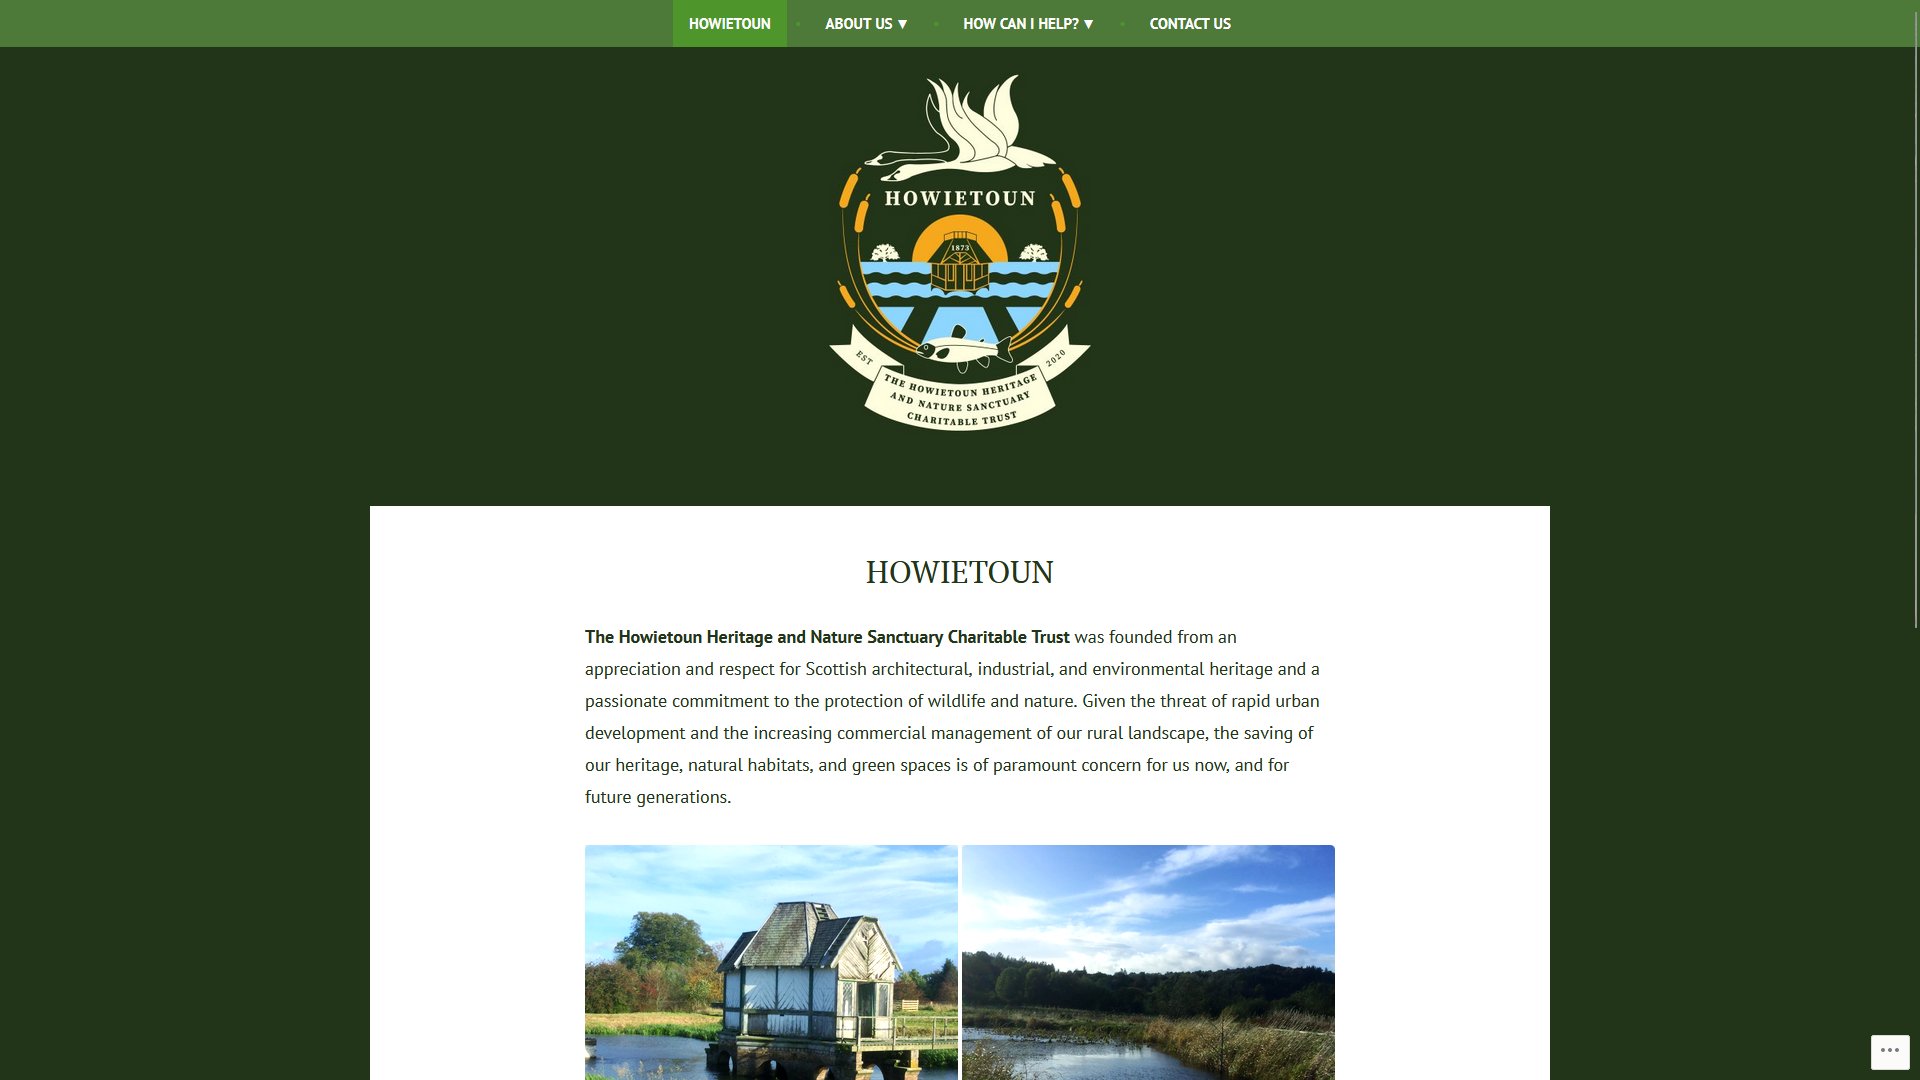 HOWIETOUN
ABOUT US ▼
HOW CAN I HELP? ▼
CONTACT US
HOWIETOUN
1873
EST
2020
THE HOWIETOUN HERITAGE
AND NATURE SANCTUARY
CHARITABLE TRUST
HOWIETOUN
The Howietoun Heritage and Nature Sanctuary Charitable Trust was founded from an
appreciation and respect for Scottish architectural, industrial, and environmental heritage and a
passionate commitment to the protection of wildlife and nature. Given the threat of rapid urban
development and the increasing commercial management of our rural landscape, the saving of
our heritage, natural habitats, and green spaces is of paramount concern for us now, and for
future generations.